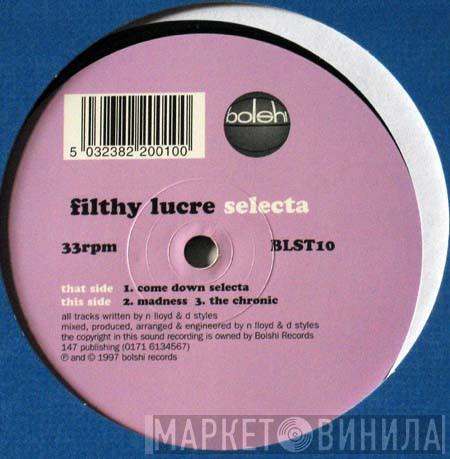 bolshi
5 032382 200100
filthy lucre selecta
33rpm BLST10
that side 1. come down selecta
this side 2. madness 3. the chronic
all tracks written by n lloyd & d styles
mixed, produced, arranged & engineered by n lloyd & d styles
the copyright in this sound recording is owned by Bolshi Records
147 publishing (0171 6134567)
℗ and © 1997 bolshi records
МАРКЕТ ВИНИЛА